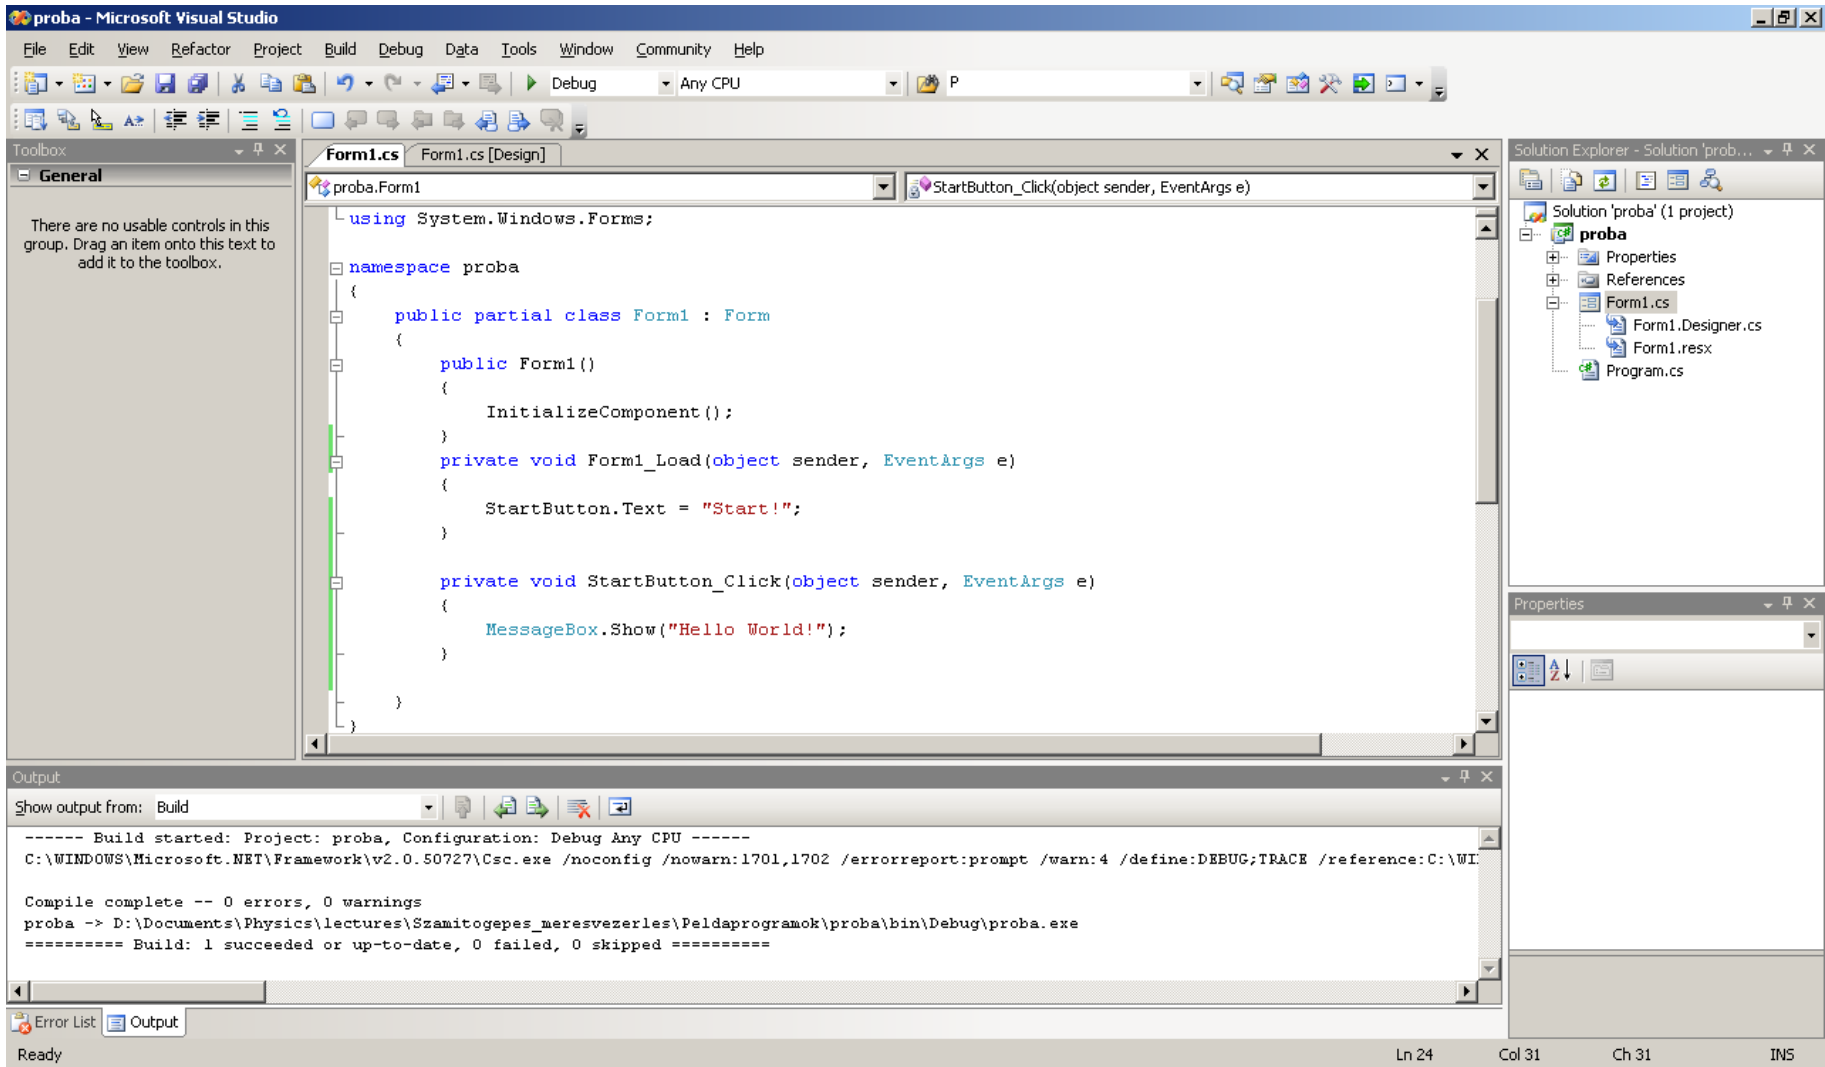 proba - Microsoft Visual Studio
File Edit View Refactor Project Build Debug Data Tools Window Community Help
Debug Any CPU P
Toolbox
General
There are no usable controls in this
group. Drag an item onto this text to
add it to the toolbox.
Form1.cs Form1.cs [Design]
proba.Form1 StartButton_Click(object sender, EventArgs e)
using System.Windows.Forms;
namespace proba
{
public partial class Form1 : Form
{
public Form1()
{
InitializeComponent();
}
private void Form1_Load(object sender, EventArgs e)
{
StartButton.Text = "Start!";
}
private void StartButton_Click(object sender, EventArgs e)
{
MessageBox.Show("Hello World!");
}
}
}
Solution Explorer - Solution 'prob...
Solution 'proba' (1 project)
proba
Properties
References
Form1.cs
Form1.Designer.cs
Form1.resx
Program.cs
Properties
Output
Show output from: Build
------ Build started: Project: proba, Configuration: Debug Any CPU ------
C:\WINDOWS\Microsoft.NET\Framework\v2.0.50727\Csc.exe /noconfig /nowarn:1701,1702 /errorreport:prompt /warn:4 /define:DEBUG;TRACE /reference:C:\WI
Compile complete -- 0 errors, 0 warnings
proba -> D:\Documents\Physics\lectures\Szamitogepes_meresvezerles\Peldaprogramok\proba\bin\Debug\proba.exe
========== Build: 1 succeeded or up-to-date, 0 failed, 0 skipped ==========
Error List Output
Ready Ln 24 Col 31 Ch 31 INS